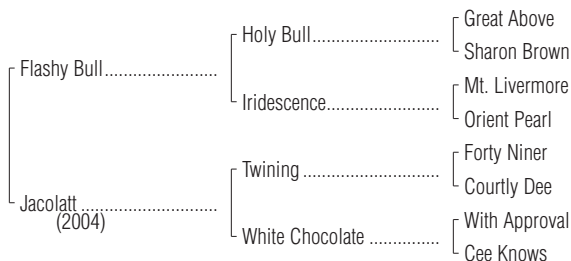 Great Above
Holy Bull
Sharon Brown
Flashy Bull
Mt. Livermore
Iridescence
Orient Pearl
Forty Niner
Twining
Courtly Dee
Jacolatt
(2004)
With Approval
White Chocolate
Cee Knows